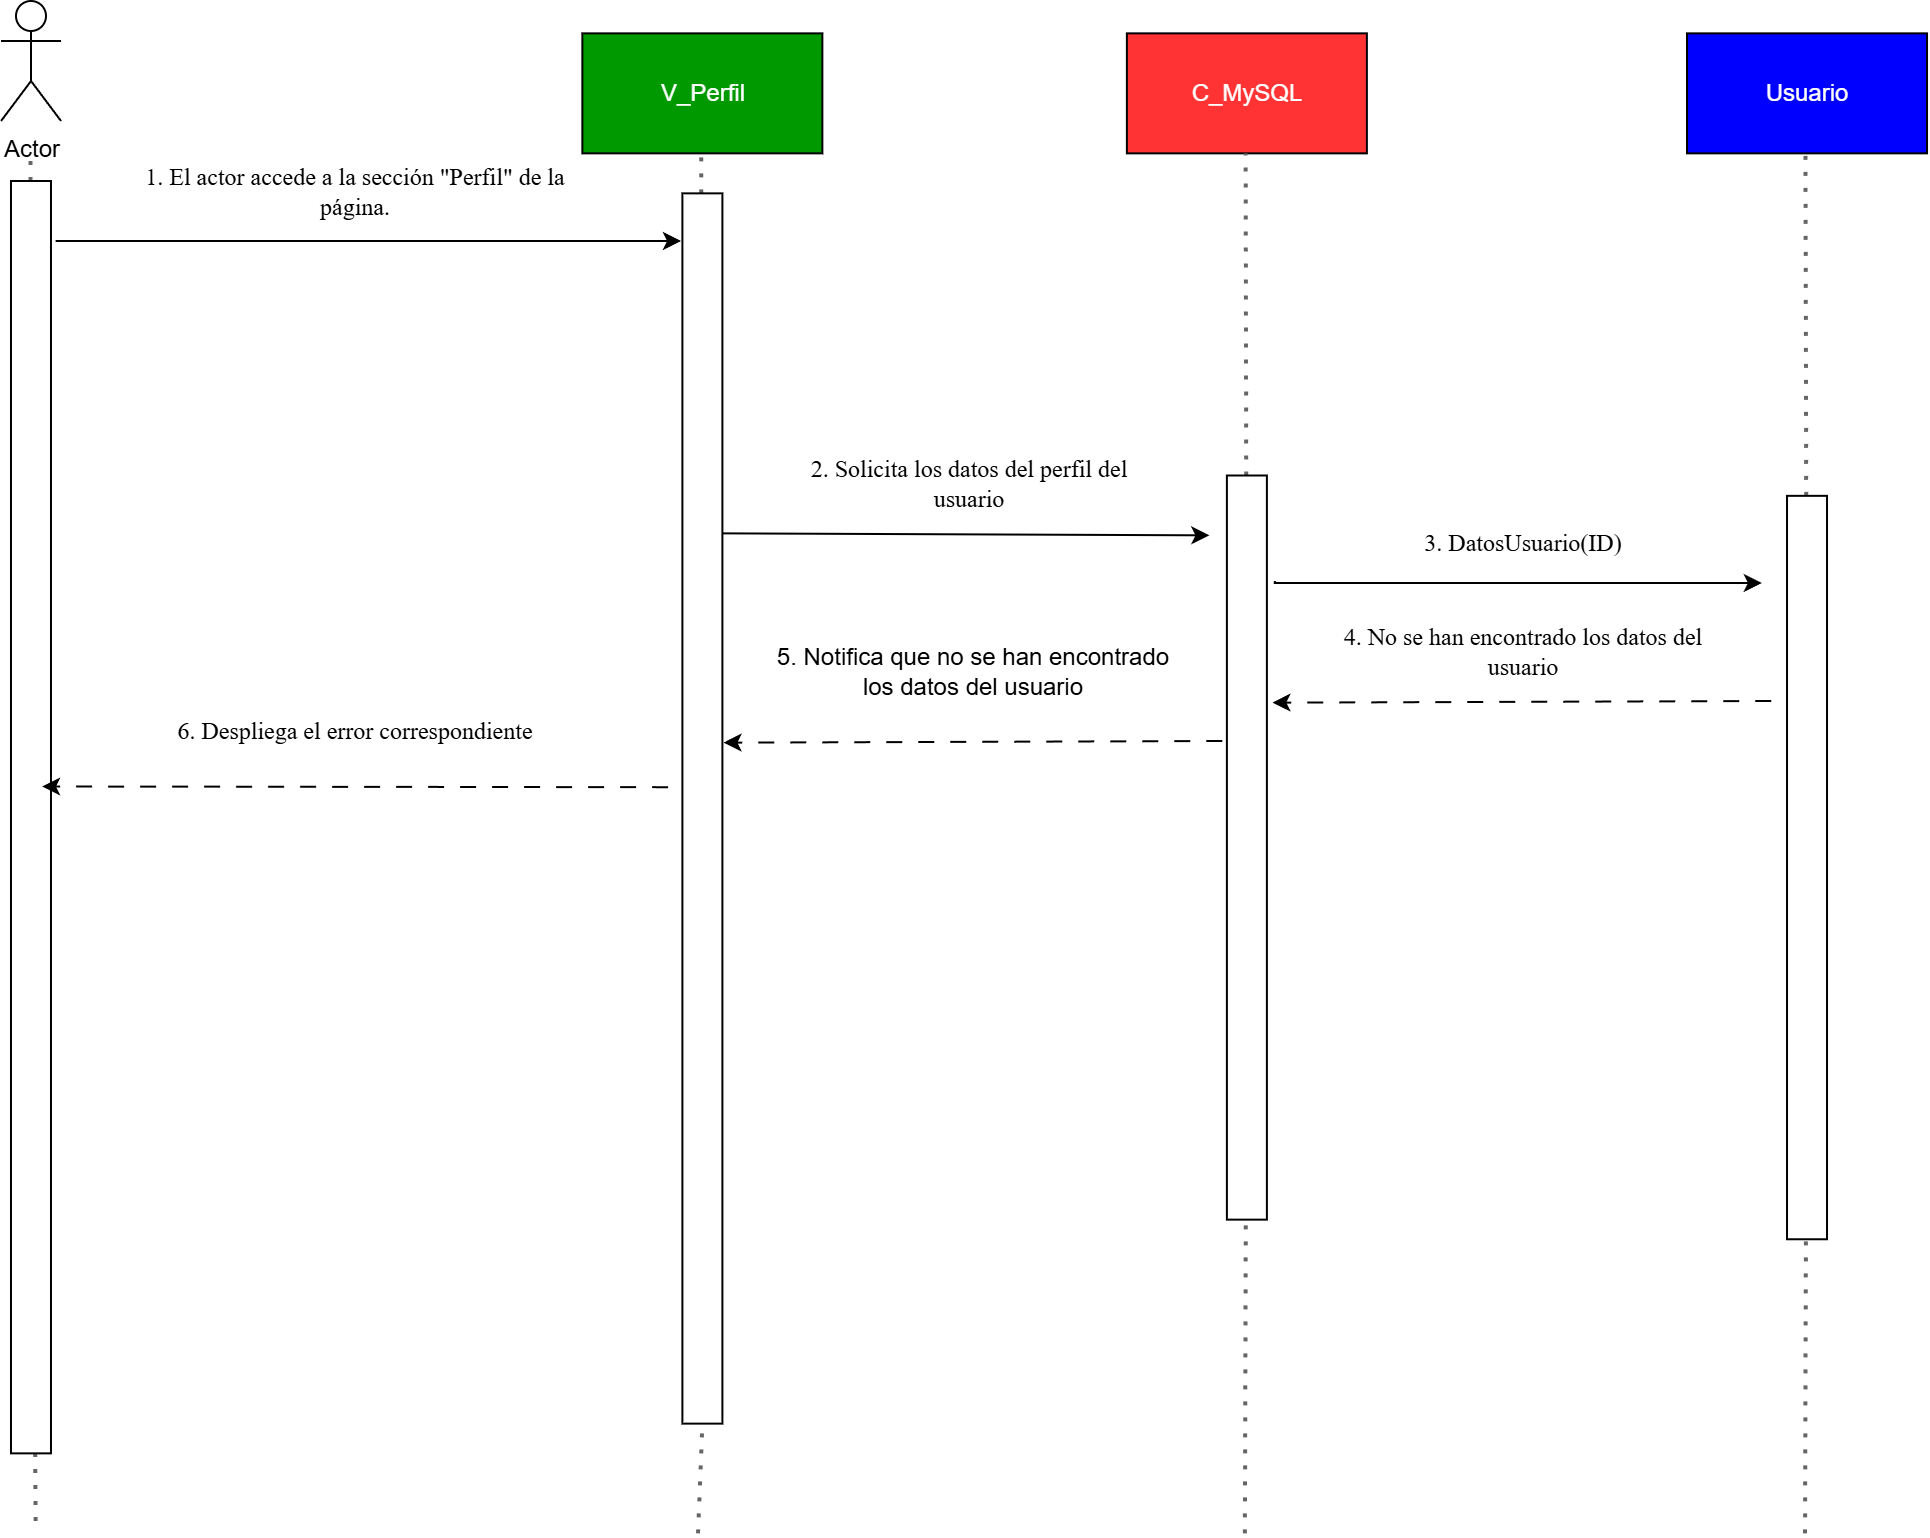 V_Perfil
C_MySQL
Usuario
Actor
1. El actor accede a la sección "Perfil" de la
página.
2. Solicita los datos del perfil del
usuario
3. DatosUsuario(ID)
4. No se han encontrado los datos del
usuario
5. Notifica que no se han encontrado
los datos del usuario
6. Despliega el error correspondiente